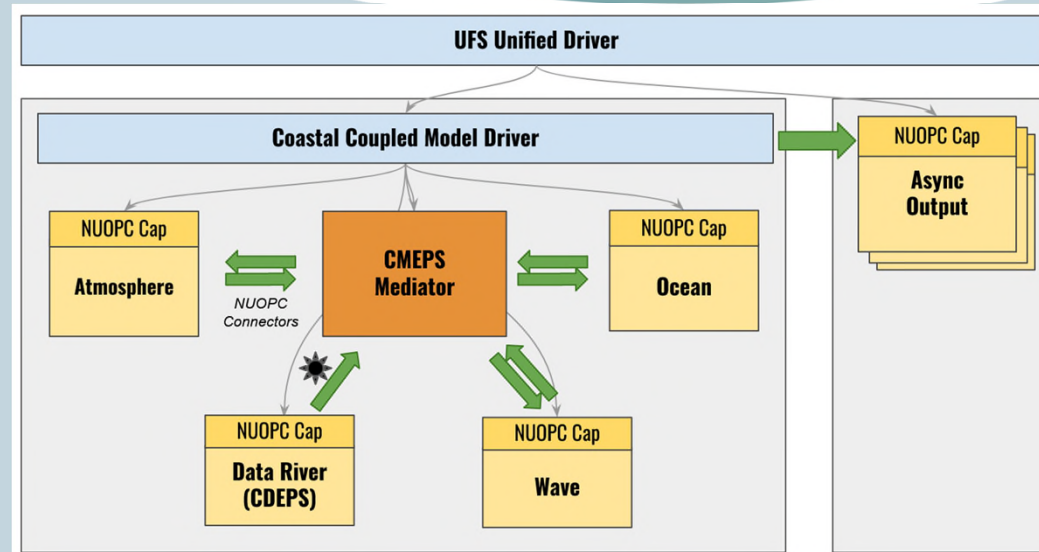 UFS Unified Driver
Coastal Coupled Model Driver
NUOPC Cap
Async
Output
NUOPC Cap
Atmosphere
NUOPC
Connectors
CMEPS
Mediator
NUOPC Cap
Ocean
NUOPC Cap
Data River
(CDEPS)
NUOPC Cap
Wave